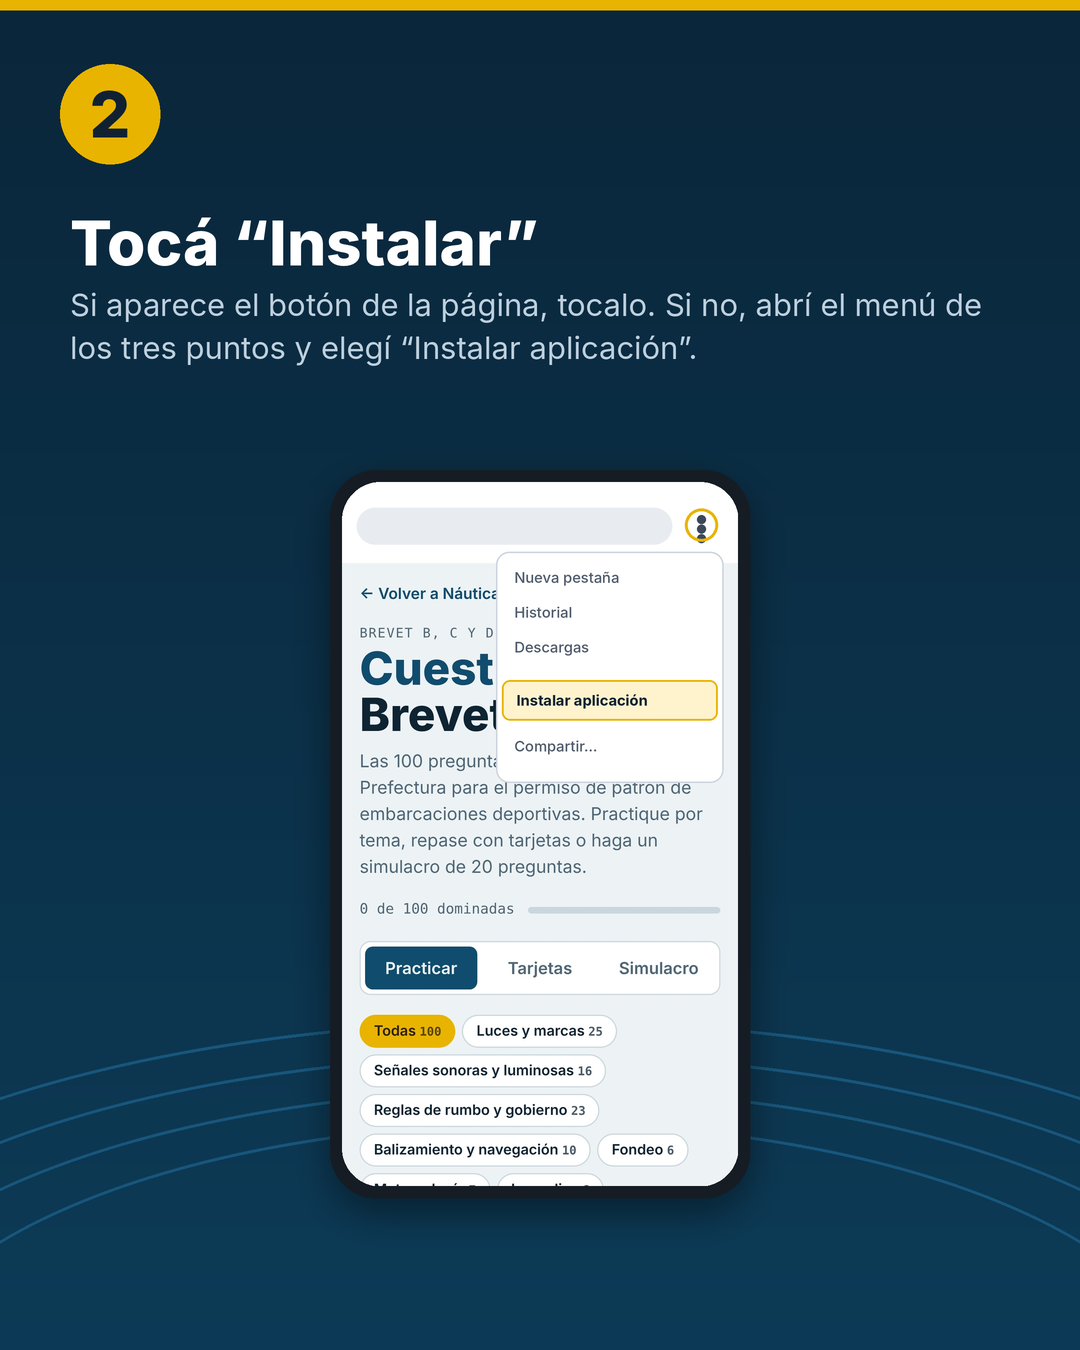 2
Tocá “Instalar”
Si aparece el botón de la página, tocalo. Si no, abrí el menú de
los tres puntos y elegí “Instalar aplicación”.
Nueva pestaña
Historial
Descargas
Instalar aplicación
Compartir...
← Volver a Náutica
BREVET B, C Y D
Cuest
Brevet
Las 100 pregunta
Prefectura para el permiso de patrón de
embarcaciones deportivas. Practique por
tema, repase con tarjetas o haga un
simulacro de 20 preguntas.
0 de 100 dominadas
Practicar Tarjetas Simulacro
Todas 100 Luces y marcas 25
Señales sonoras y luminosas 16
Reglas de rumbo y gobierno 23
Balizamiento y navegación 10 Fondeo 6